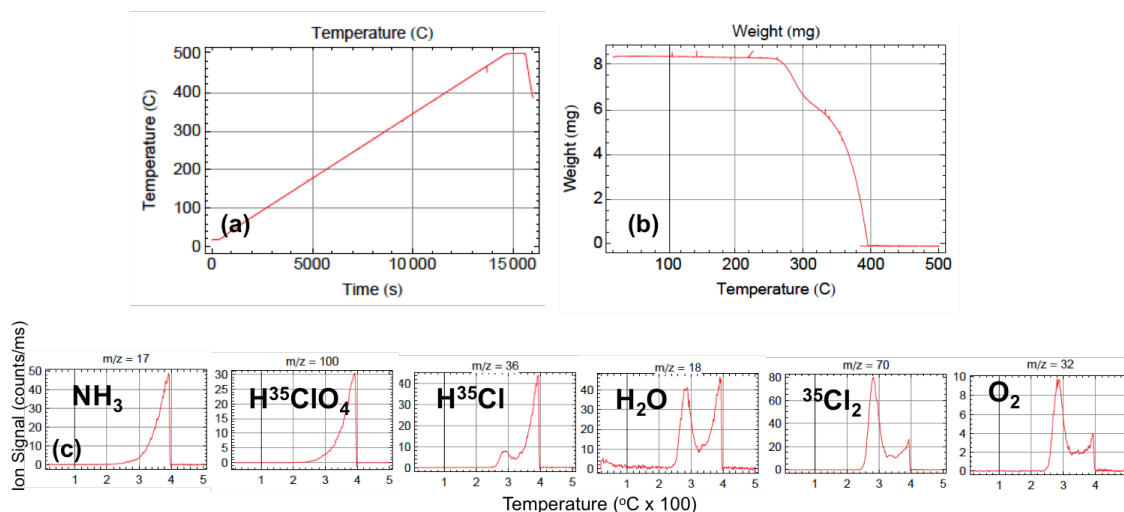 Temperature (C)
Temperature (C)
500
400
300
200
100
0
(a)
0
5000
10 000
15 000
Time (s)
Weight (mg)
Weight (mg)
8
6
4
2
0
(b)
100
200
300
400
500
Temperature (C)
Ion Signal (counts/ms)
m/z = 17
50
40
30
20
10
0
NH₃
(c)
1 2 3 4 5
m/z = 100
30
25
20
15
10
5
0
H³⁵ClO₄
1 2 3 4 5
m/z = 36
40
30
20
10
0
H³⁵Cl
1 2 3 4 5
m/z = 18
40
30
20
10
0
H₂O
1 2 3 4 5
m/z = 70
80
60
40
20
0
³⁵Cl₂
1 2 3 4 5
m/z = 32
10
8
6
4
2
0
O₂
1 2 3 4
Temperature (°C x 100)